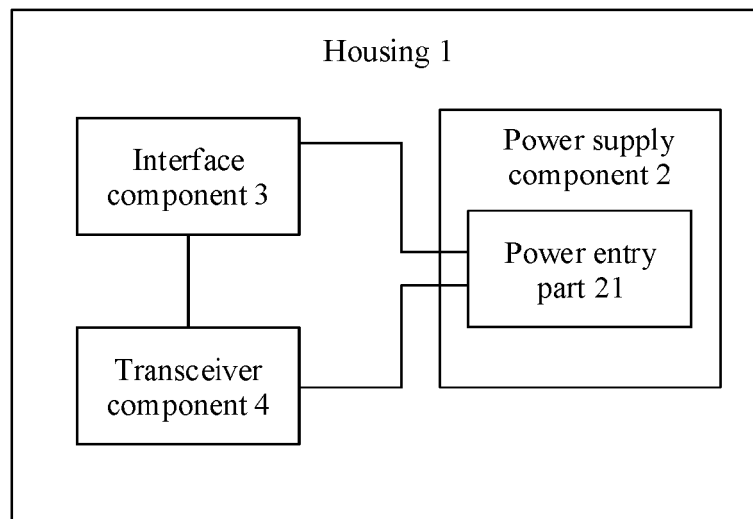 Housing 1
Interface
component 3
Power supply
component 2
Power entry
part 21
Transceiver
component 4